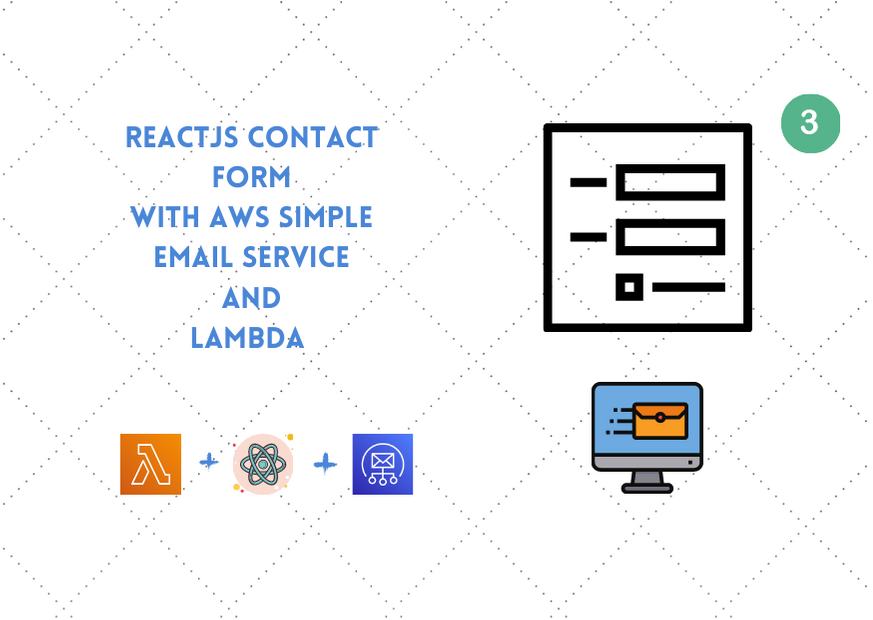 REACTJS CONTACT
FORM
WITH AWS SIMPLE
EMAIL SERVICE
AND
LAMBDA
3